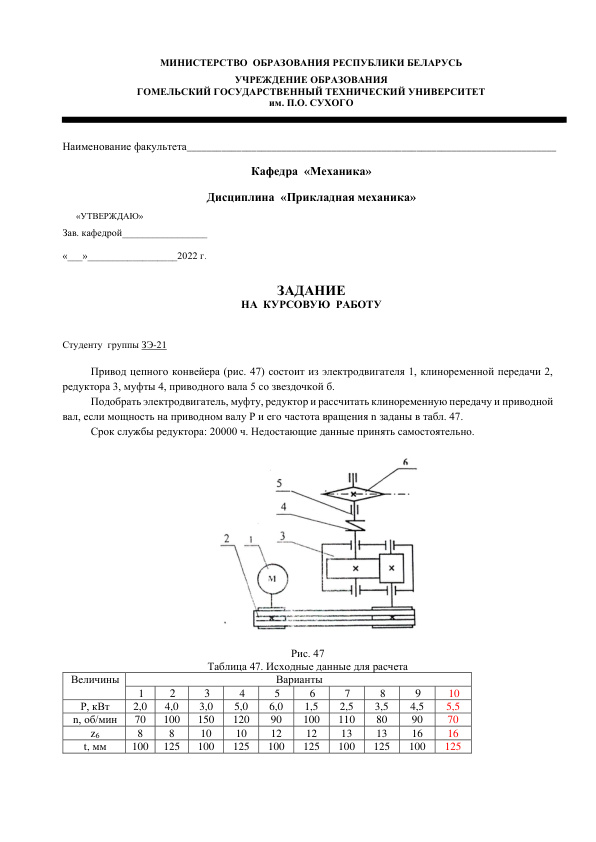 МИНИСТЕРСТВО ОБРАЗОВАНИЯ РЕСПУБЛИКИ БЕЛАРУСЬ
УЧРЕЖДЕНИЕ ОБРАЗОВАНИЯ
ГОМЕЛЬСКИЙ ГОСУДАРСТВЕННЫЙ ТЕХНИЧЕСКИЙ УНИВЕРСИТЕТ
им. П.О. СУХОГО
Наименование факультета____________________
Кафедра «Механика»
Дисциплина «Прикладная механика»
«УТВЕРЖДАЮ»
Зав. кафедрой_________________
«___»__________________2022 г.
ЗАДАНИЕ
НА КУРСОВУЮ РАБОТУ
Студенту группы ЗЭ-21
Привод цепного конвейера (рис. 47) состоит из электродвигателя 1, клиноременной передачи 2,
редуктора 3, муфты 4, приводного вала 5 со звездочкой б.
Подобрать электродвигатель, муфту, редуктор и рассчитать клиноременную передачу и приводной
вал, если мощность на приводном валу Р и его частота вращения n заданы в табл. 47.
Срок службы редуктора: 20000 ч. Недостающие данные принять самостоятельно.
6
5
4
2 1 3
М
Рис. 47
Таблица 47. Исходные данные для расчета
Величины Варианты
1 2 3 4 5 6 7 8 9 10
Р, кВт 2,0 4,0 3,0 5,0 6,0 1,5 2,5 3,5 4,5 5,5
n, об/мин 70 100 150 120 90 100 110 80 90 70
z6 8 8 10 10 12 12 13 13 16 16
t, мм 100 125 100 125 100 125 100 125 100 125